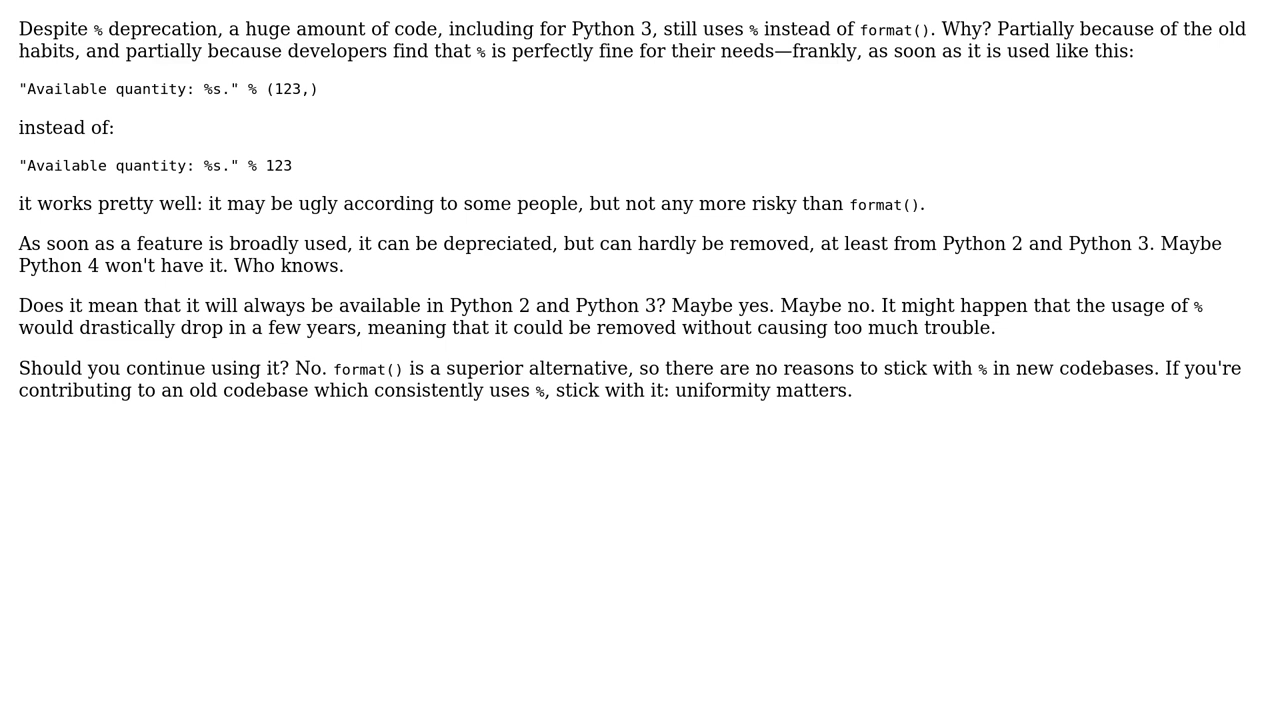 Despite % deprecation, a huge amount of code, including for Python 3, still uses % instead of format(). Why? Partially because of the old
habits, and partially because developers find that % is perfectly fine for their needs—frankly, as soon as it is used like this:
"Available quantity: %s." % (123,)
instead of:
"Available quantity: %s." % 123
it works pretty well: it may be ugly according to some people, but not any more risky than format().
As soon as a feature is broadly used, it can be depreciated, but can hardly be removed, at least from Python 2 and Python 3. Maybe
Python 4 won't have it. Who knows.
Does it mean that it will always be available in Python 2 and Python 3? Maybe yes. Maybe no. It might happen that the usage of %
would drastically drop in a few years, meaning that it could be removed without causing too much trouble.
Should you continue using it? No. format() is a superior alternative, so there are no reasons to stick with % in new codebases. If you're
contributing to an old codebase which consistently uses %, stick with it: uniformity matters.